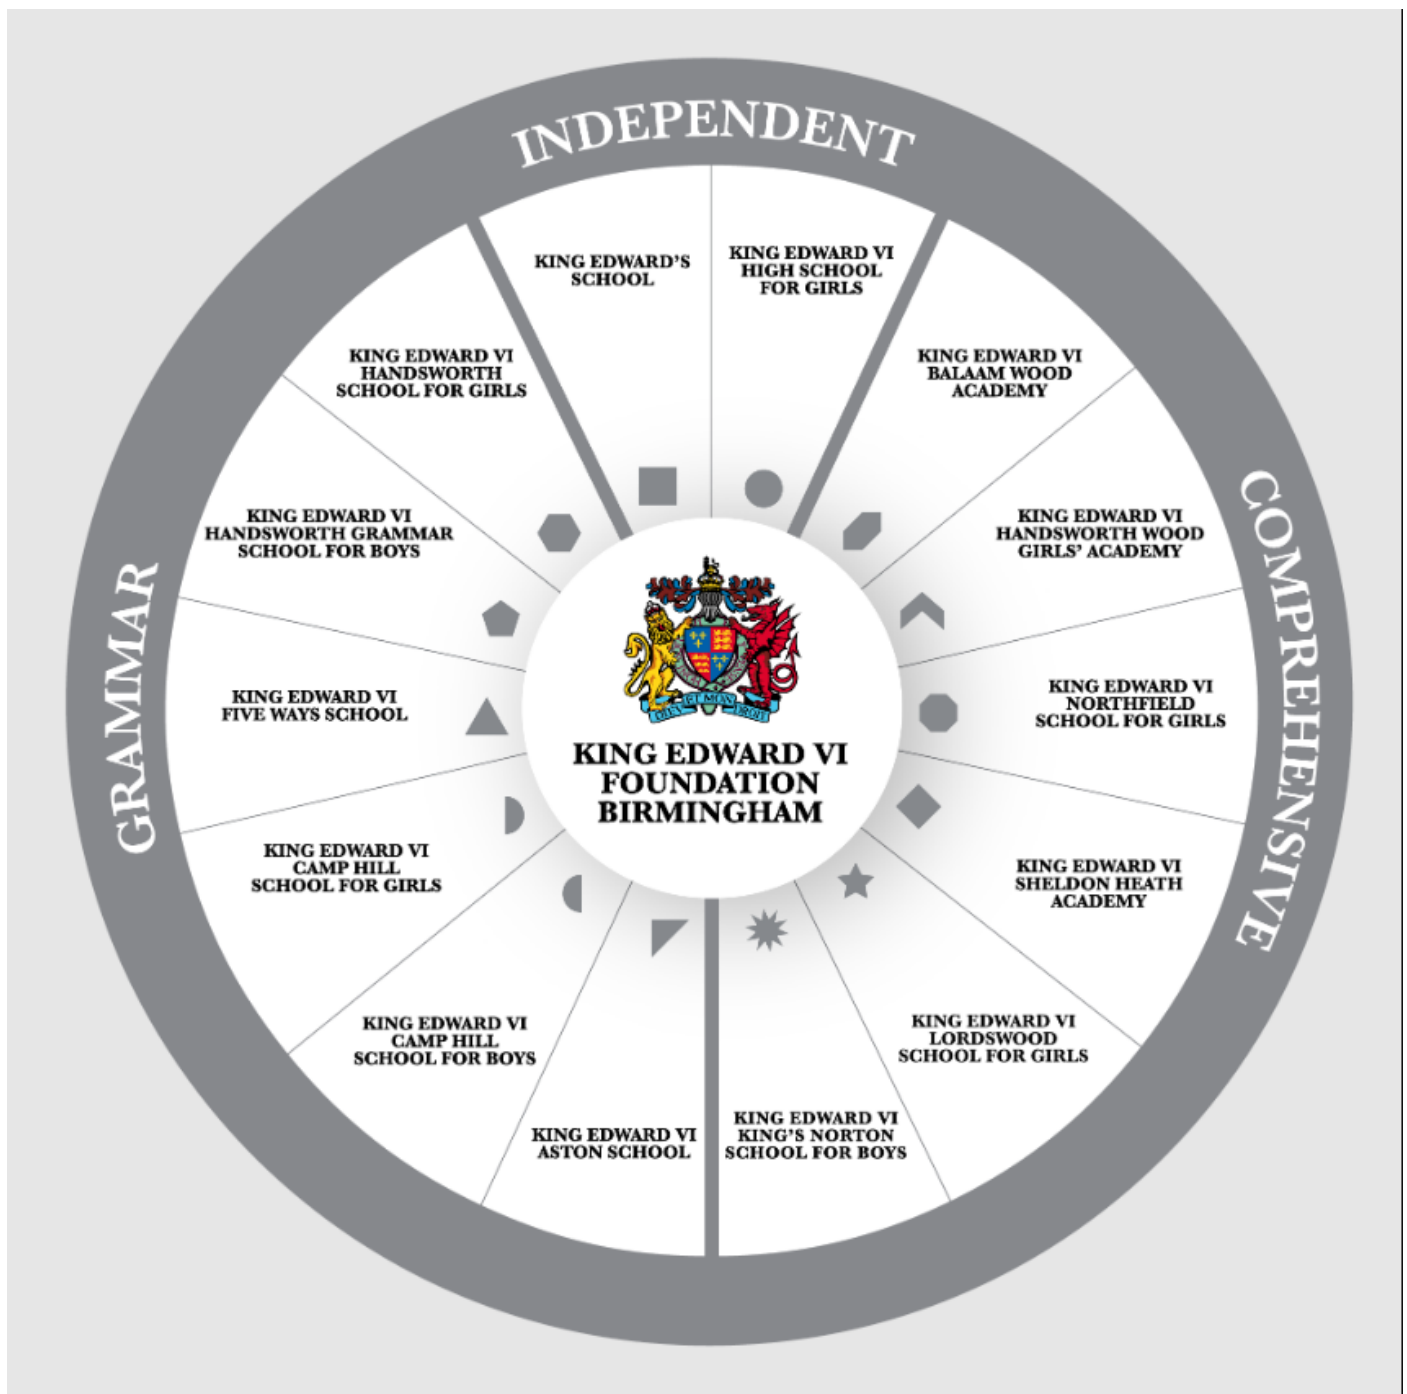 INDEPENDENT
KING EDWARD'S
SCHOOL
KING EDWARD VI
HIGH SCHOOL
FOR GIRLS
COMPREHENSIVE
KING EDWARD VI
BALAAM WOOD
ACADEMY
KING EDWARD VI
HANDSWORTH WOOD
GIRLS' ACADEMY
KING EDWARD VI
NORTHFIELD
SCHOOL FOR GIRLS
KING EDWARD VI
SHELDON HEATH
ACADEMY
KING EDWARD VI
LORDSWOOD
SCHOOL FOR GIRLS
KING EDWARD VI
KING'S NORTON
SCHOOL FOR BOYS
GRAMMAR
KING EDWARD VI
ASTON SCHOOL
KING EDWARD VI
CAMP HILL
SCHOOL FOR BOYS
KING EDWARD VI
CAMP HILL
SCHOOL FOR GIRLS
KING EDWARD VI
FIVE WAYS SCHOOL
KING EDWARD VI
HANDSWORTH GRAMMAR
SCHOOL FOR BOYS
KING EDWARD VI
HANDSWORTH
SCHOOL FOR GIRLS
DIEV ET MON DROIT
KING EDWARD VI
FOUNDATION
BIRMINGHAM